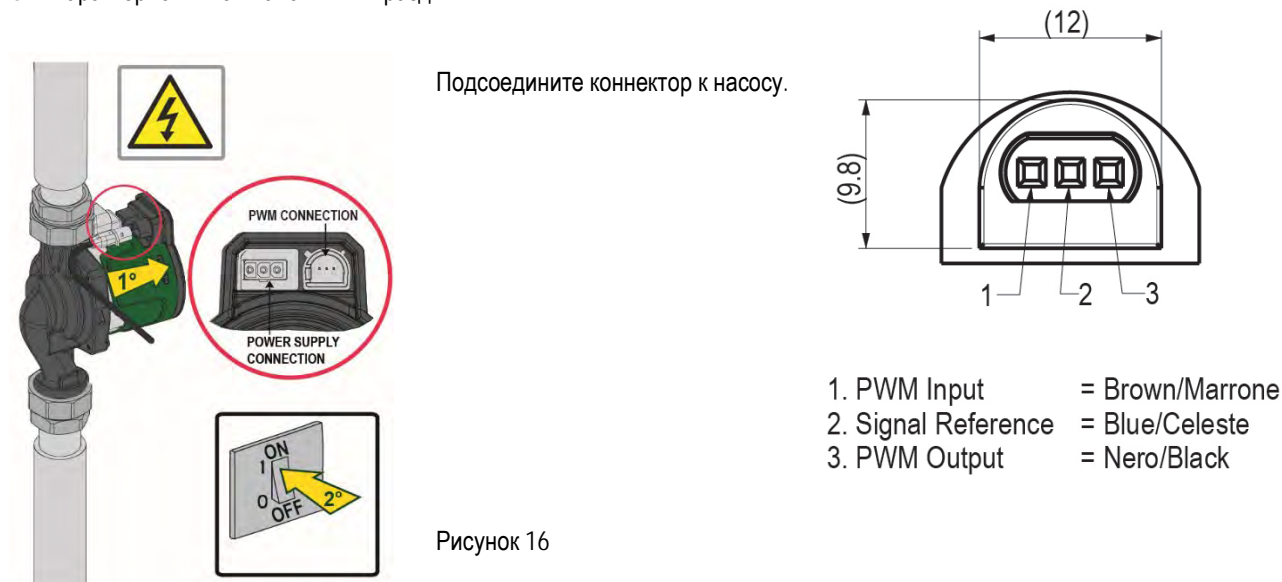 Подсоедините коннектор к насосу.
PWM CONNECTION
1°
POWER SUPPLY
CONNECTION
ON
1
0
OFF
2°
Рисунок 16
(12)
(9.8)
1
2
3
1. PWM Input = Brown/Marrone
2. Signal Reference = Blue/Celeste
3. PWM Output = Nero/Black